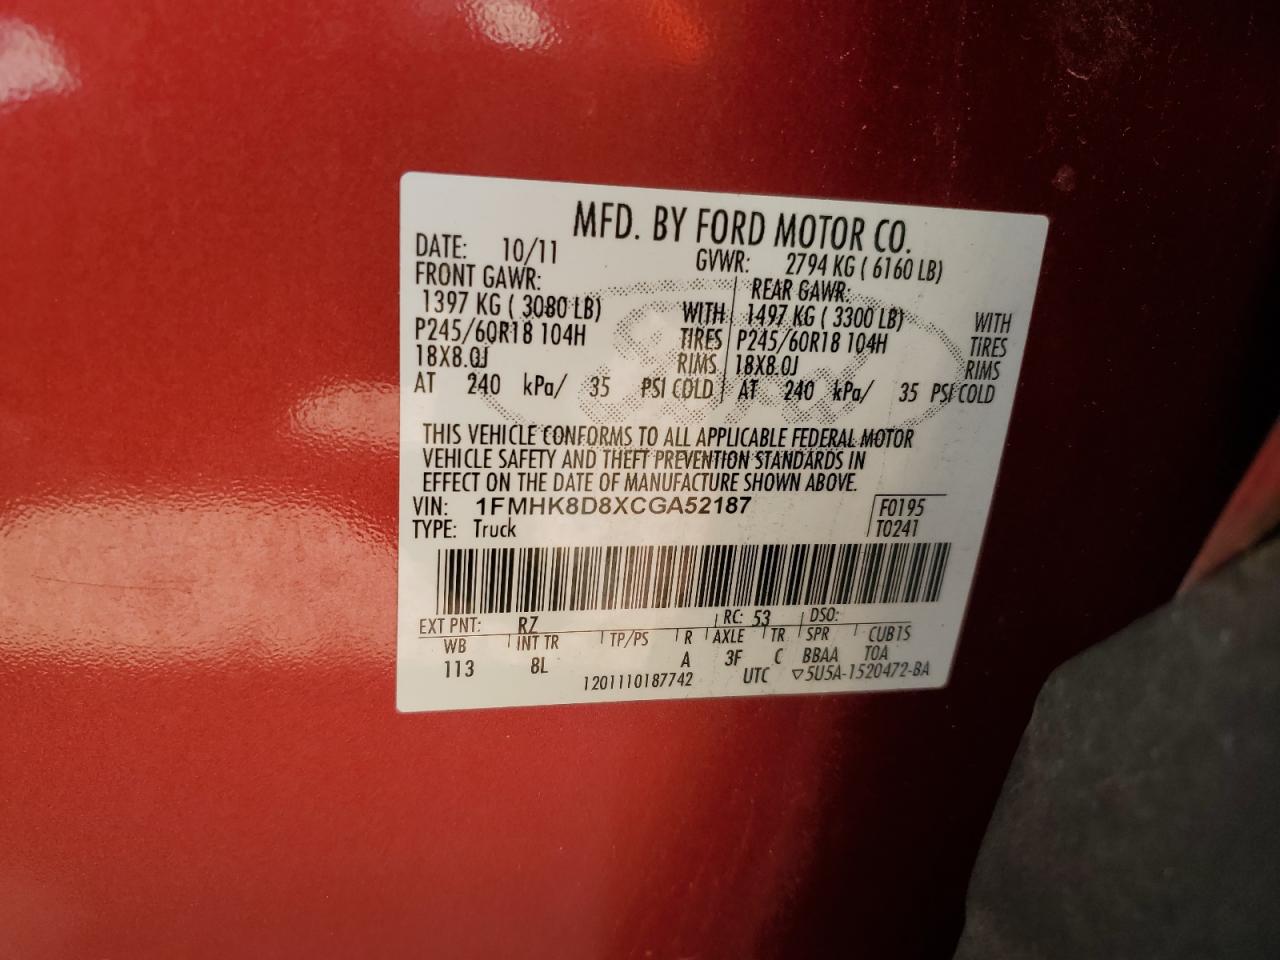 MFD. BY FORD MOTOR CO.
DATE: 10/11 GVWR: 2794 KG ( 6160 LB)
FRONT GAWR: REAR GAWR:
1397 KG ( 3080 LB) WITH 1497 KG ( 3300 LB) WITH
P245/60R18 104H TIRES P245/60R18 104H TIRES
18X8.0J RIMS 18X8.0J RIMS
AT 240 kPa/ 35 PSI COLD AT 240 kPa/ 35 PSI COLD
THIS VEHICLE CONFORMS TO ALL APPLICABLE FEDERAL MOTOR
VEHICLE SAFETY AND THEFT PREVENTION STANDARDS IN
EFFECT ON THE DATE OF MANUFACTURE SHOWN ABOVE.
VIN: 1FMHK8D8XCGA52187 F0195
TYPE: Truck T0241
EXT PNT: RZ RC: 53 DSO:
WB INT TR TP/PS R AXLE TR SPR CUBTS
113 8L A 3F C BBAA TOA
1201110187742 UTC ▽5U5A-1520472-BA